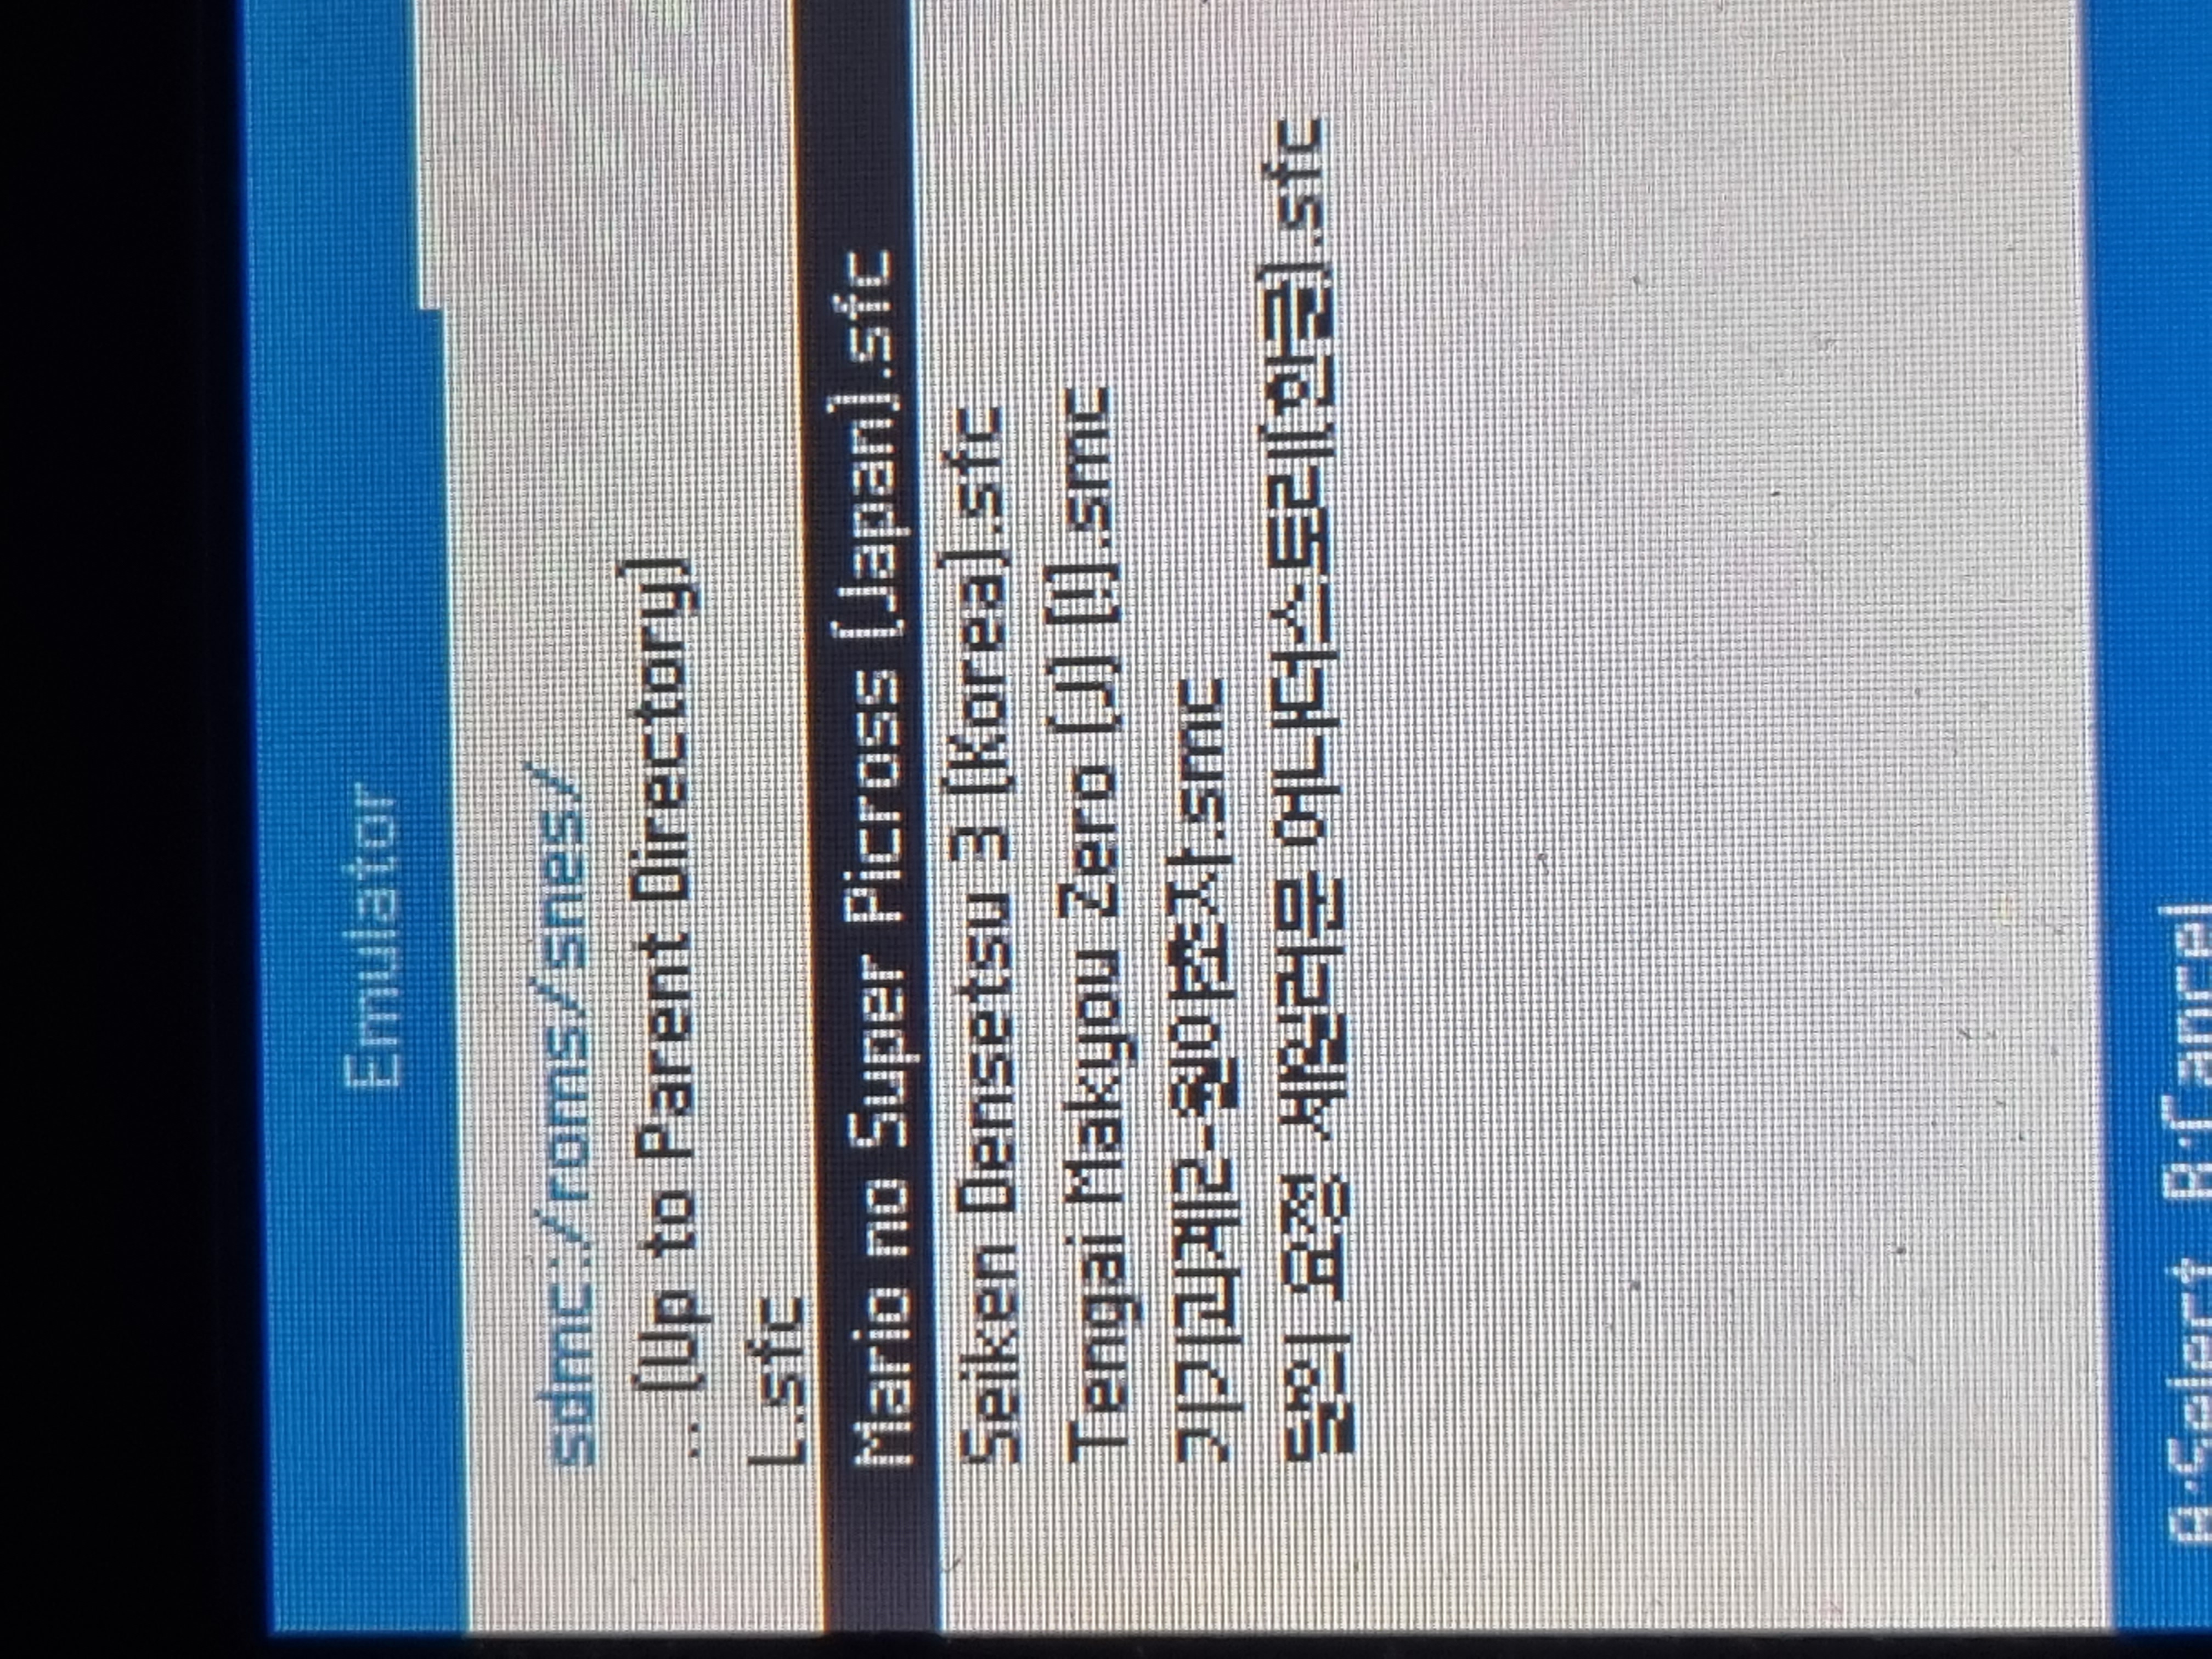 Emulator
sdmc:/roms/snes/
.. (Up to Parent Directory)
L.sfc
Mario no Super Picross (Japan).sfc
Seiken Densetsu 3 (Korea).sfc
Tengai Makyou Zero (J) [!].smc
기기괴계2-월야초자.smc
달의 요정 세일러문 어나더스토리(한글).sfc
A:Select B:Cancel